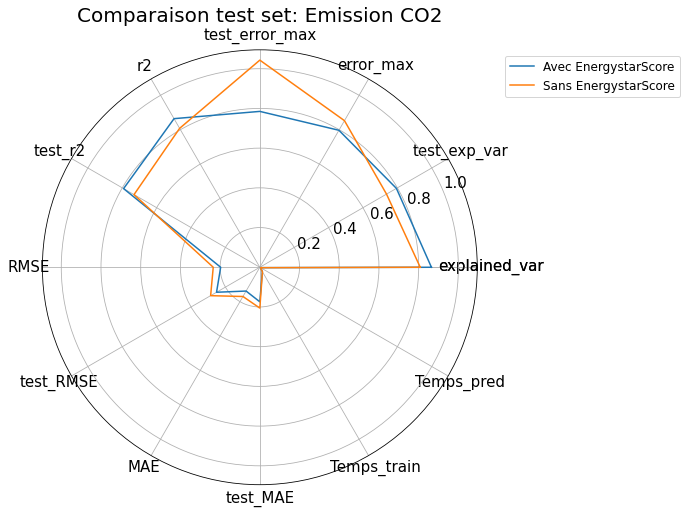 Comparaison test set: Emission CO2
test_error_max
r2
error_max
Avec EnergystarScore
Sans EnergystarScore
test_r2
test_exp_var
1.0
0.8
0.6
0.4
0.2
RMSE
explained_var
test_RMSE
Temps_pred
MAE
Temps_train
test_MAE